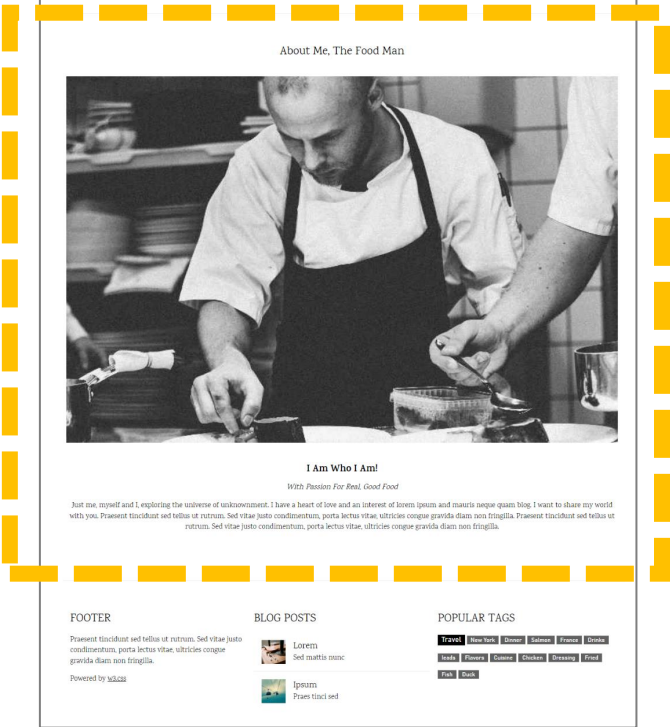 About Me, The Food Man
I Am Who I Am!
With Passion For Real, Good Food
Just me, myself and I, exploring the universe of unknownment. I have a heart of love and an interest of lorem ipsum and mauris neque quam blog. I want to share my world
with you. Praesent tincidunt sed tellus ut rutrum. Sed vitae justo condimentum, porta lectus vitae, ultricies congue gravida diam non fringilla. Praesent tincidunt sed tellus ut
rutrum. Sed vitae justo condimentum, porta lectus vitae, ultricies congue gravida diam non fringilla.
FOOTER
Praesent tincidunt sed tellus ut rutrum. Sed vitae justo
condimentum, porta lectus vitae, ultricies congue
gravida diam non fringilla.
Powered by w3.css
BLOG POSTS
Lorem
Sed mattis nunc
Ipsum
Praes tinci sed
POPULAR TAGS
Travel New York Dinner Salmon France Drinks
Ideas Flavors Cuisine Chicken Dressing Fried
Fish Duck